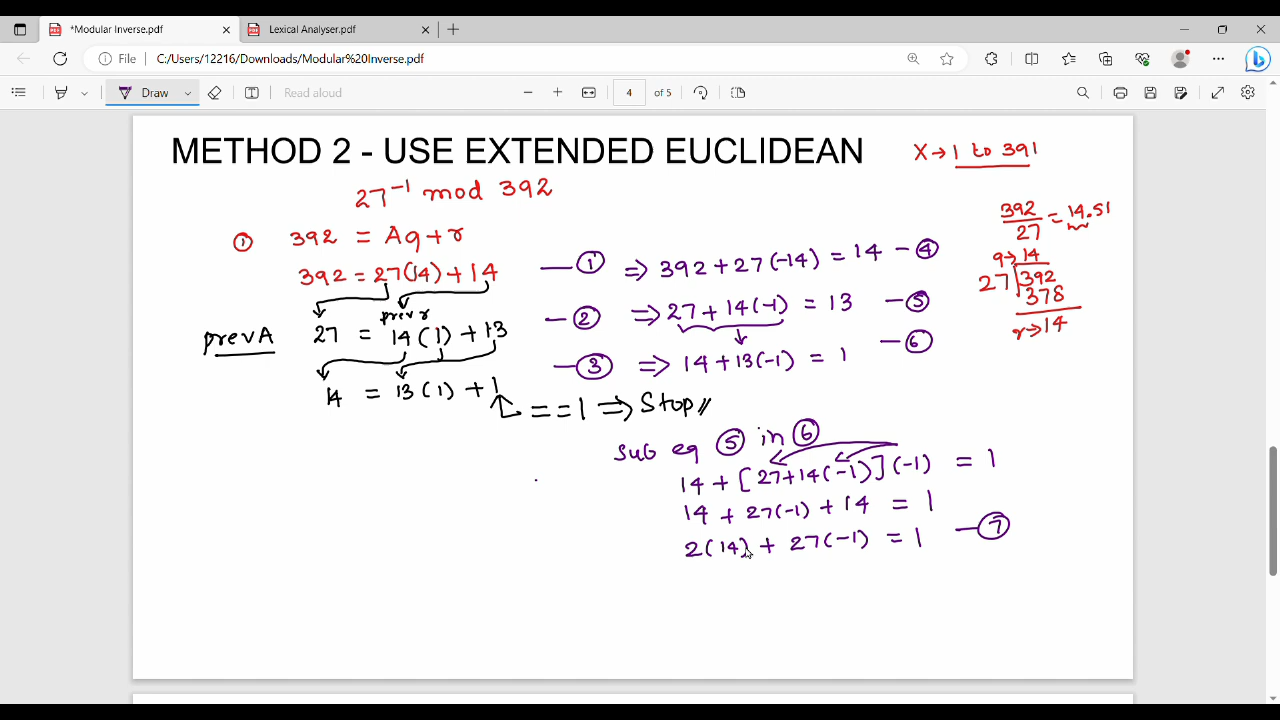 *Modular Inverse.pdf
Lexical Analyser.pdf
File C:/Users/12216/Downloads/Modular%20Inverse.pdf
Draw
Read aloud
4 of 5
METHOD 2 - USE EXTENDED EUCLIDEAN
X → 1 to 391
27⁻¹ mod 392
① 392 = Aq + r
392/27 = 14.51
392 = 27(14) + 14 — ① ⇒ 392 + 27(-14) = 14 — ④
q → 14
27 392
378
r → 14
prev r
prev A 27 = 14(1) + 13 — ② ⇒ 27 + 14(-1) = 13 — ⑤
14 = 13(1) + 1 — ③ ⇒ 14 + 13(-1) = 1 — ⑥
= = 1 ⇒ Stop //
Sub eq ⑤ in ⑥
14 + [27 + 14(-1)](-1) = 1
14 + 27(-1) + 14 = 1
2(14) + 27(-1) = 1 — ⑦